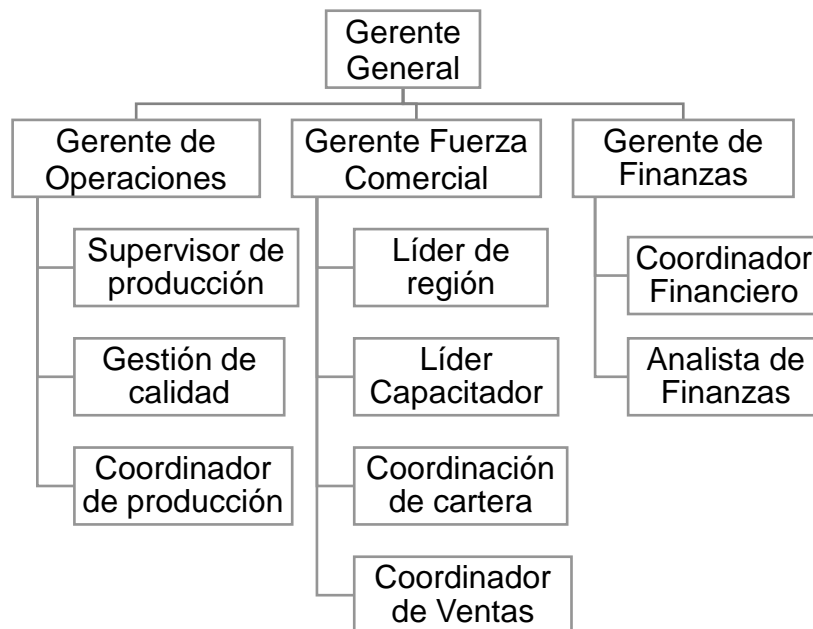 Gerente
General
Gerente de
Operaciones
Gerente Fuerza
Comercial
Gerente de
Finanzas
Supervisor de
producción
Líder de
región
Coordinador
Financiero
Gestión de
calidad
Líder
Capacitador
Analista de
Finanzas
Coordinador
de producción
Coordinación
de cartera
Coordinador
de Ventas